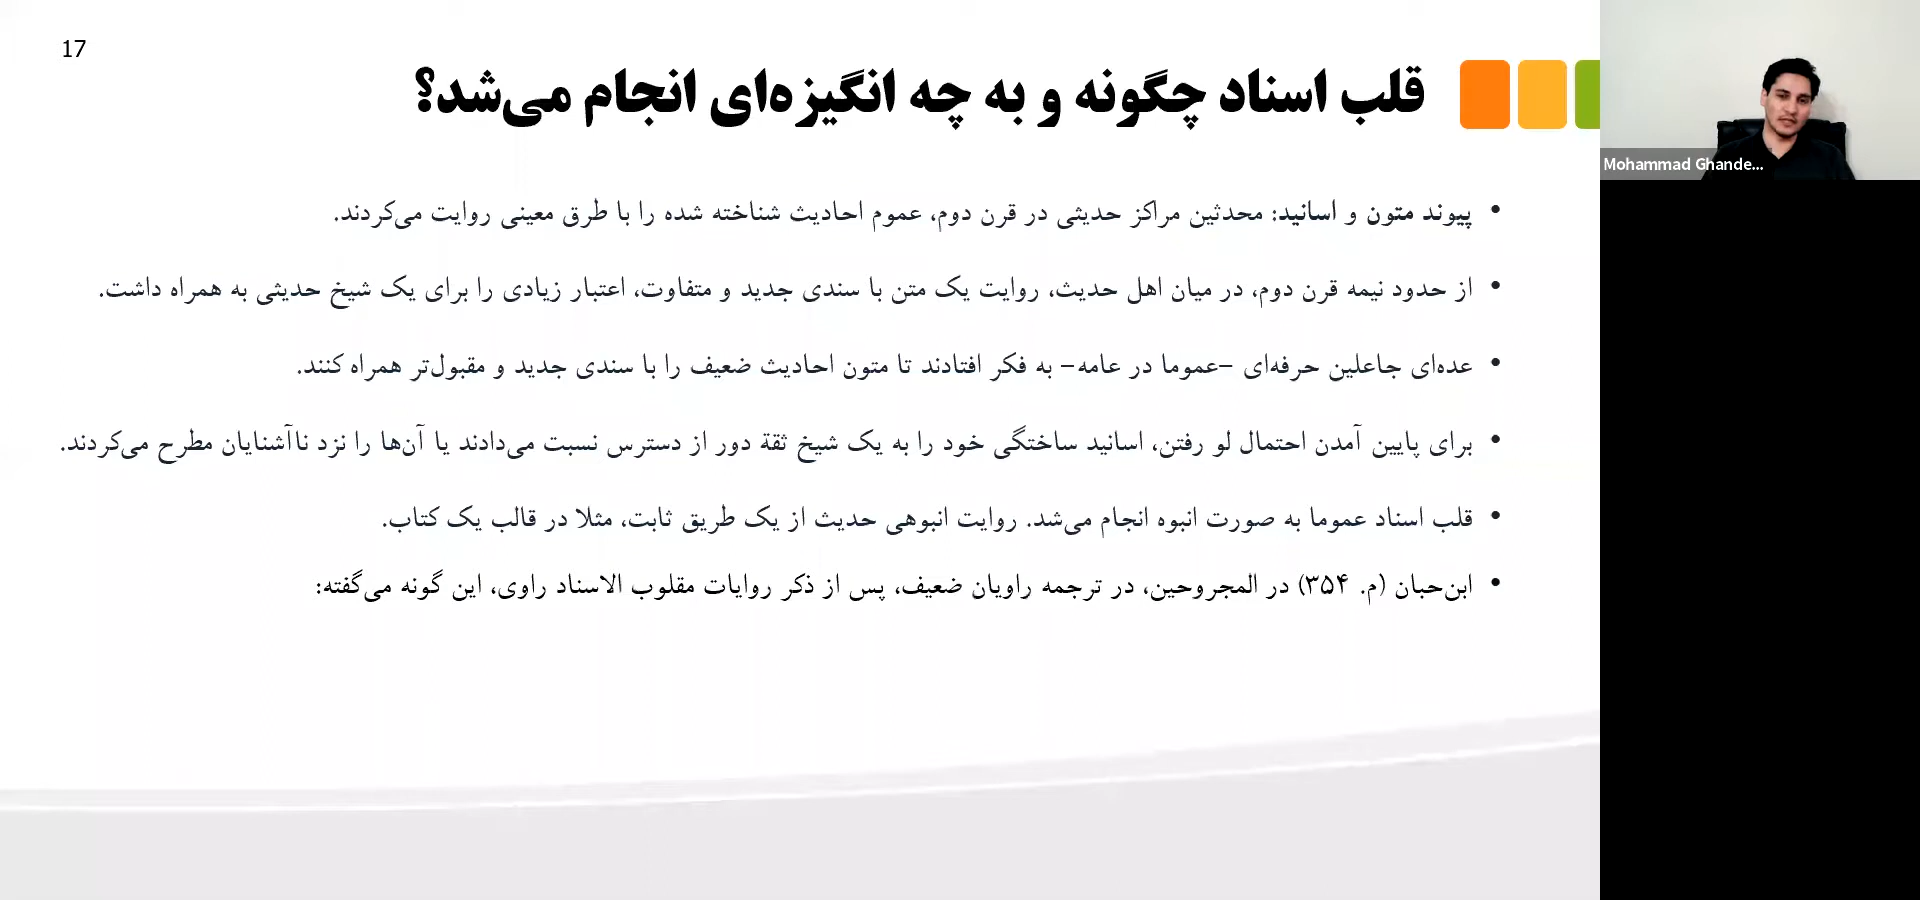 17
قلب اسناد چگونه و به چه انگیزه‌ای انجام می‌شد؟
Mohammad Ghande...
• پیوند متون و اسانید: محدثین مراکز حدیثی در قرن دوم، عموم احادیث شناخته شده را با طرق معینی روایت می‌کردند.
• از حدود نیمه قرن دوم، در میان اهل حدیث، روایت یک متن با سندی جدید و متفاوت، اعتبار زیادی را برای یک شیخ حدیثی به همراه داشت.
• عده‌ای جاعلین حرفه‌ای –عموما در عامه– به فکر افتادند تا متون احادیث ضعیف را با سندی جدید و مقبول‌تر همراه کنند.
• برای پایین آمدن احتمال لو رفتن، اسانید ساختگی خود را به یک شیخ ثقة دور از دسترس نسبت می‌دادند یا آن‌ها را نزد ناآشنایان مطرح می‌کردند.
• قلب اسناد عموما به صورت انبوه انجام می‌شد. روایت انبوهی حدیث از یک طریق ثابت، مثلا در قالب یک کتاب.
• ابن‌حبان (م. ۳۵۴) در المجروحین، در ترجمه راویان ضعیف، پس از ذکر روایات مقلوب الاسناد راوی، این گونه می‌گفته: